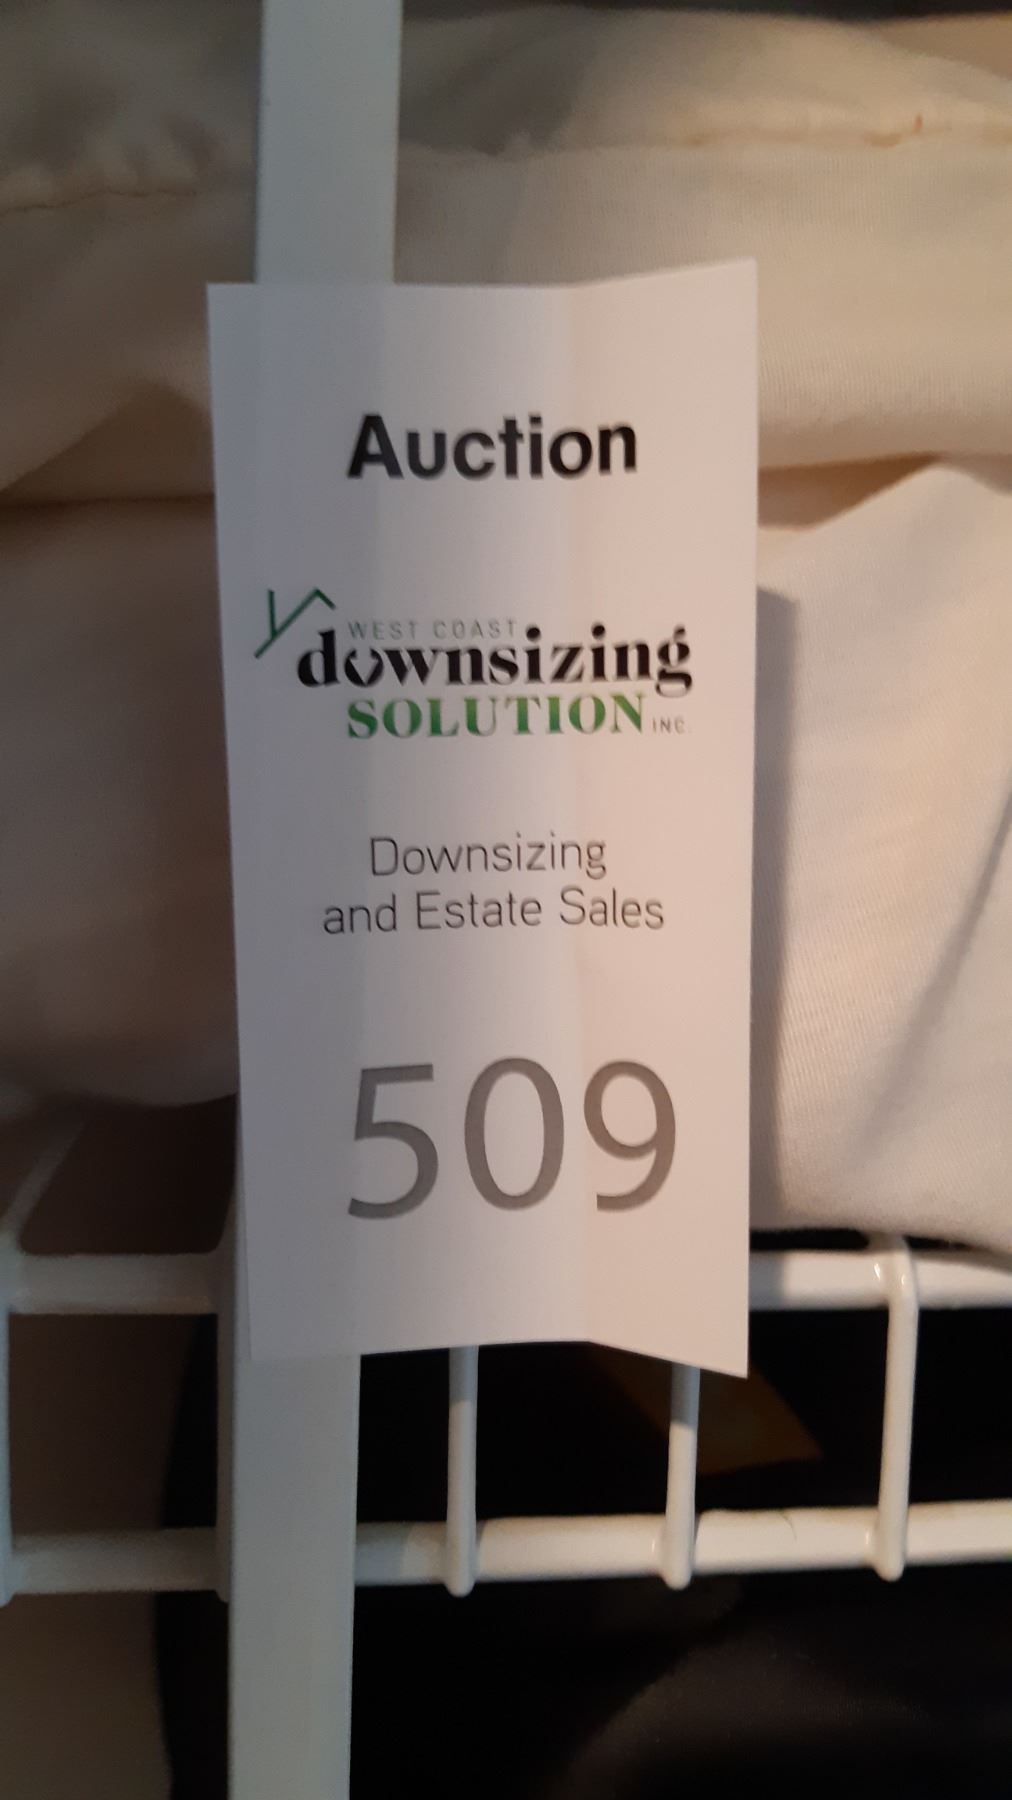 Auction
WEST COAST
downsizing
SOLUTION INC.
Downsizing
and Estate Sales
509